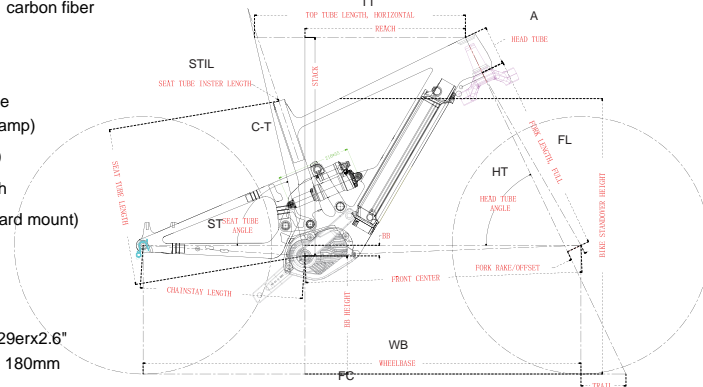 carbon fiber
TT
TOP TUBE LENGTH, HORIZONTAL
REACH
A
HEAD TUBE
STIL
SEAT TUBE INSTER LENGTH
STACK
C-T
amp)
ard mount)
SEAT TUBE LENGTH
ST
SEAT TUBE
ANGLE
HT
HEAD TUBE
ANGLE
FORK LENGTH, FULL
FL
BIKE STANDOVER HEIGHT
BB
FORK RAKE/OFFSET
FRONT CENTER
CHAINSTAY LENGTH
BB HEIGHT
29erx2.6"
180mm
WB
WHEELBASE
FC
TRAIL